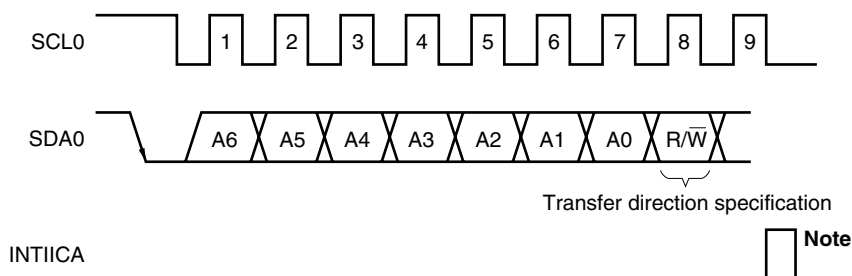 SCL0 1 2 3 4 5 6 7 8 9
SDA0 A6 A5 A4 A3 A2 A1 A0 R/W̅
Transfer direction specification
INTIICA Note